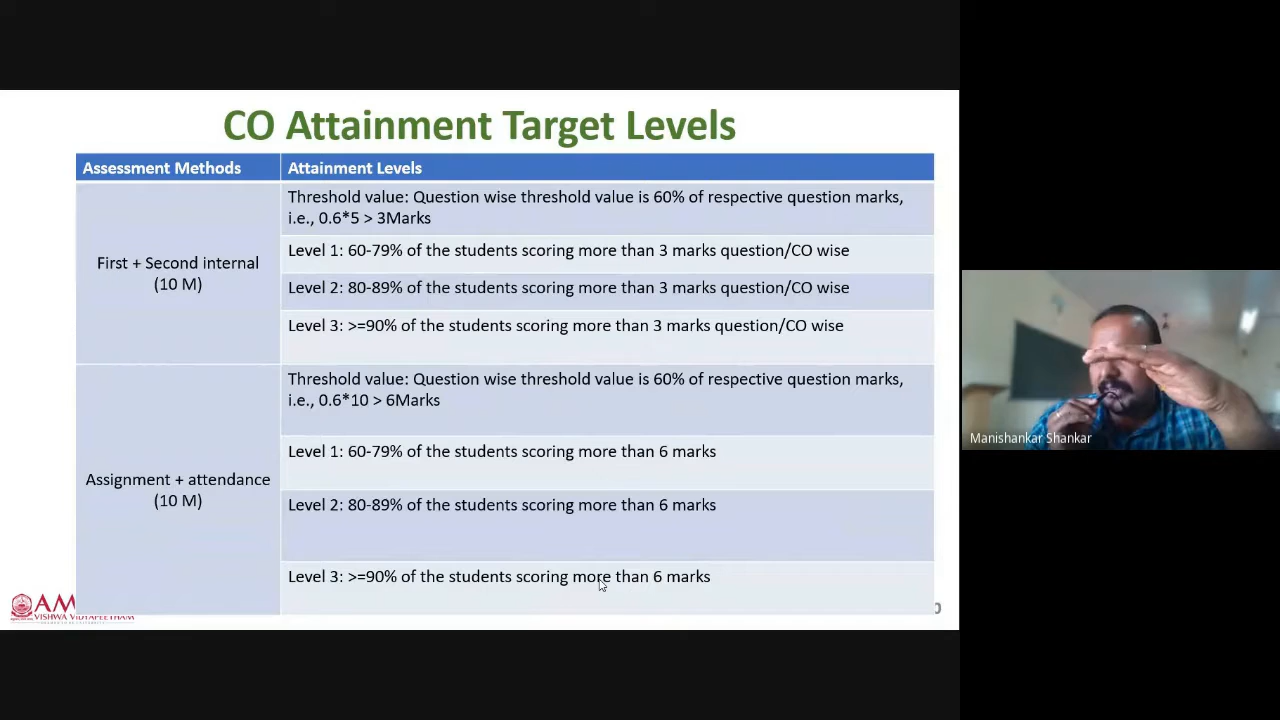 CO Attainment Target Levels
Assessment Methods
Attainment Levels
First + Second internal
(10 M)
Threshold value: Question wise threshold value is 60% of respective question marks,
i.e., 0.6*5 > 3Marks
Level 1: 60-79% of the students scoring more than 3 marks question/CO wise
Level 2: 80-89% of the students scoring more than 3 marks question/CO wise
Level 3: >=90% of the students scoring more than 3 marks question/CO wise
Assignment + attendance
(10 M)
Threshold value: Question wise threshold value is 60% of respective question marks,
i.e., 0.6*10 > 6Marks
Level 1: 60-79% of the students scoring more than 6 marks
Level 2: 80-89% of the students scoring more than 6 marks
Level 3: >=90% of the students scoring more than 6 marks
AM
VISHWA VIDYAPEETHAM
0
Manishankar Shankar